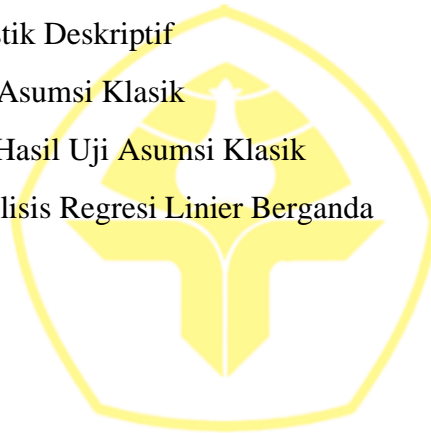 tik Deskriptif
Asumsi Klasik
Hasil Uji Asumsi Klasik
lisis Regresi Linier Berganda